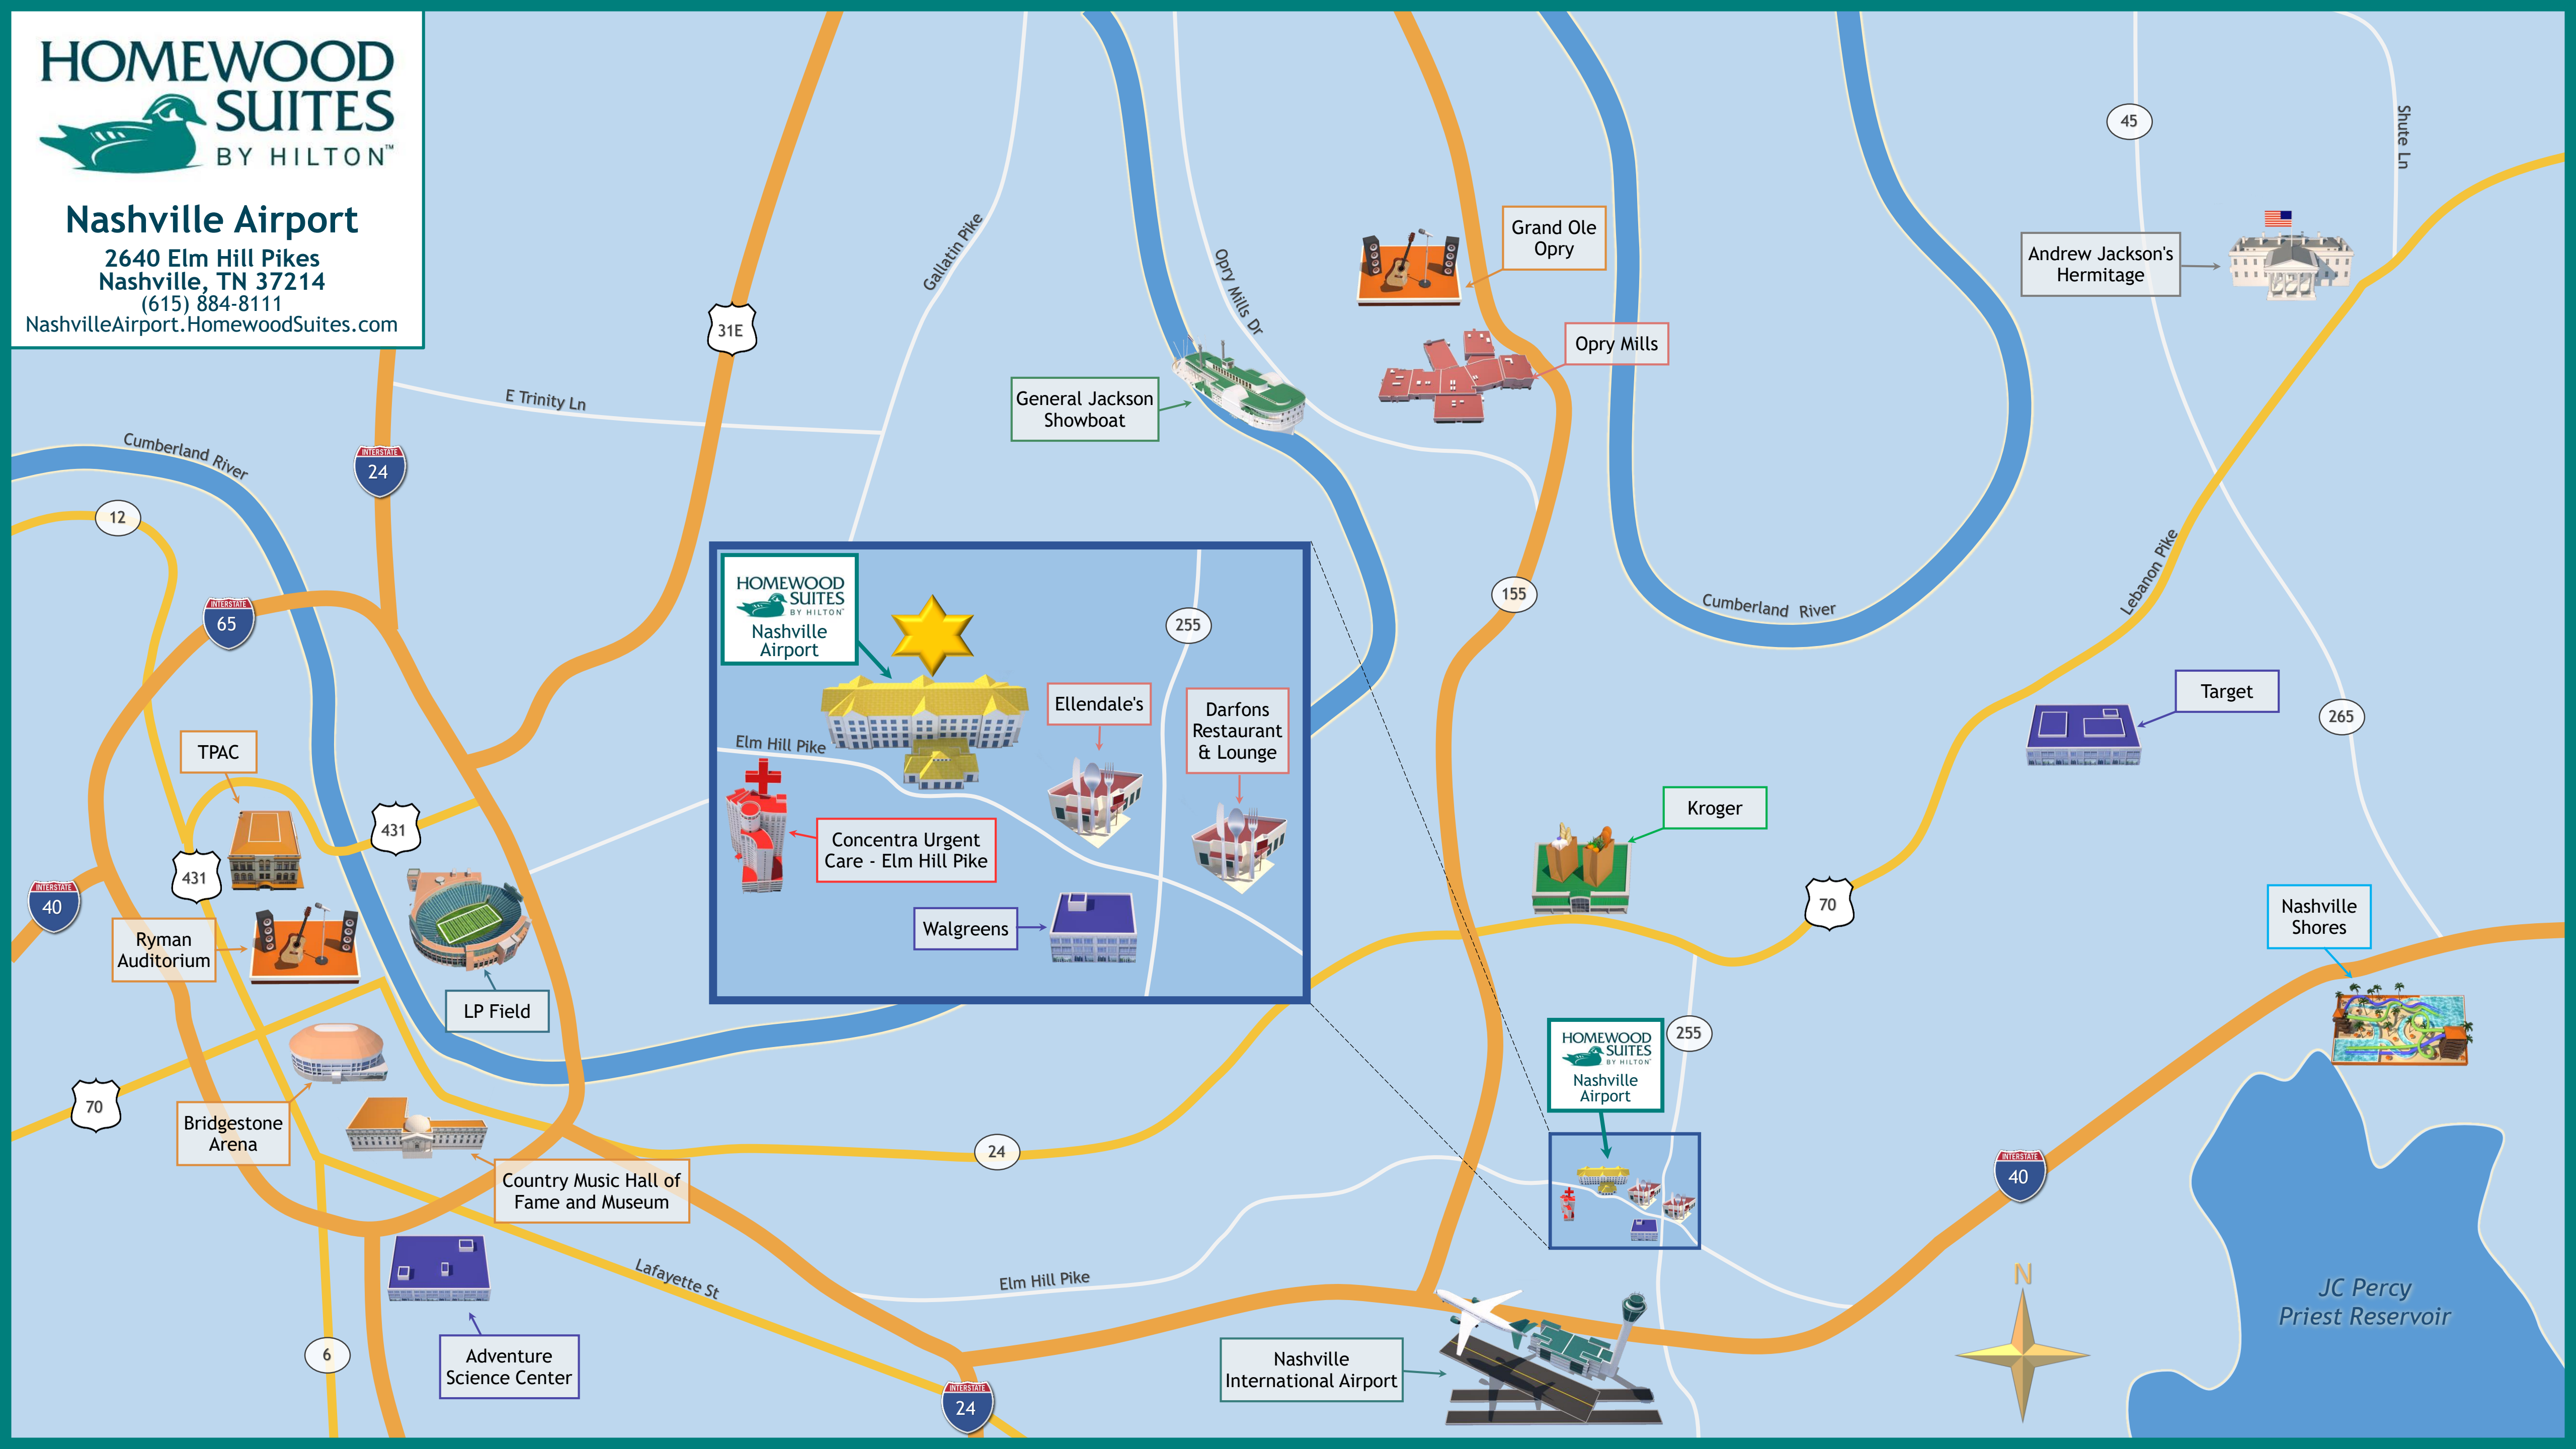 HOMEWOOD
SUITES
BY HILTON™
Nashville Airport
2640 Elm Hill Pikes
Nashville, TN 37214
(615) 884-8111
NashvilleAirport.HomewoodSuites.com
45
Shute Ln
Gallatin Pike
Opry Mills Dr
Grand Ole
Opry
Andrew Jackson's
Hermitage
31E
Opry Mills
General Jackson
Showboat
E Trinity Ln
Cumberland River
INTERSTATE
24
12
INTERSTATE
65
155
Cumberland River
Lebanon Pike
HOMEWOOD
SUITES
BY HILTON
Nashville
Airport
255
Ellendale's
Darfons
Restaurant
& Lounge
Elm Hill Pike
Concentra Urgent
Care - Elm Hill Pike
Walgreens
Target
265
TPAC
Kroger
431
431
INTERSTATE
40
70
Ryman
Auditorium
LP Field
Nashville
Shores
HOMEWOOD
SUITES
BY HILTON
Nashville
Airport
255
70
Bridgestone
Arena
24
Country Music Hall of
Fame and Museum
INTERSTATE
40
Lafayette St
Elm Hill Pike
N
JC Percy
Priest Reservoir
6
Adventure
Science Center
Nashville
International Airport
INTERSTATE
24